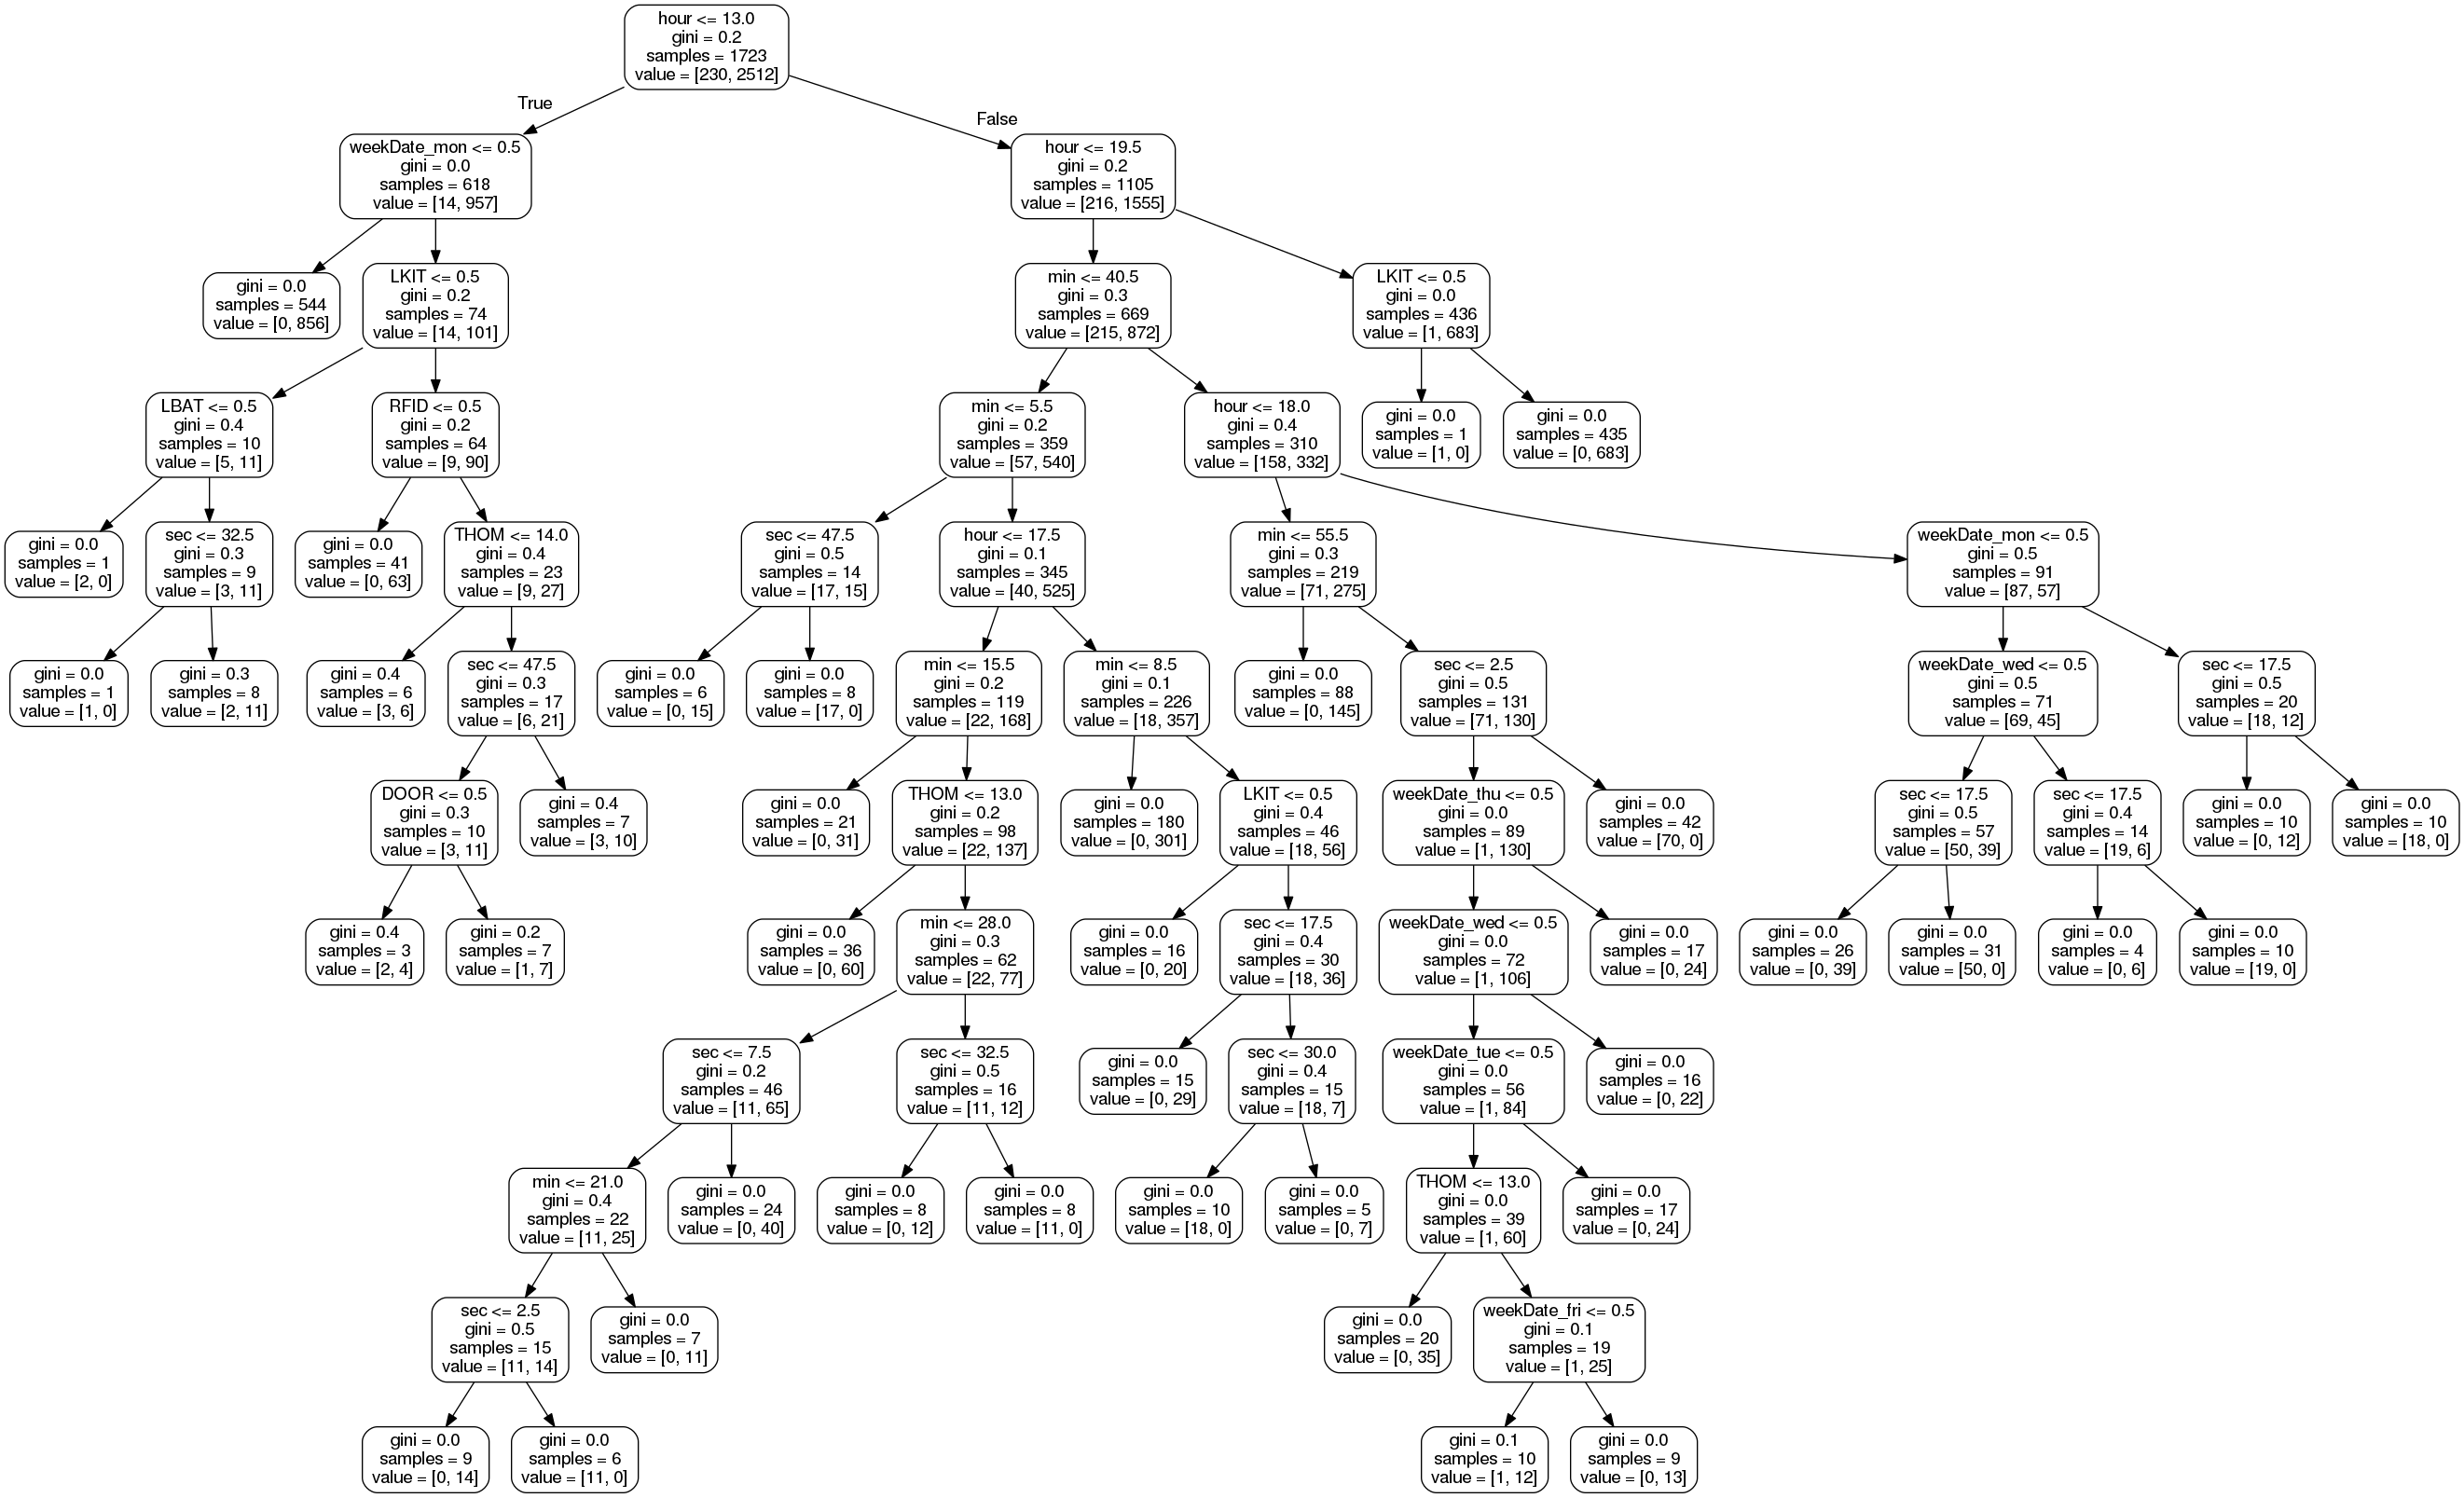 hour <= 13.0
gini = 0.2
samples = 1723
value = [230, 2512]
True
False
weekDate_mon <= 0.5
gini = 0.0
samples = 618
value = [14, 957]
hour <= 19.5
gini = 0.2
samples = 1105
value = [216, 1555]
gini = 0.0
samples = 544
value = [0, 856]
LKIT <= 0.5
gini = 0.2
samples = 74
value = [14, 101]
min <= 40.5
gini = 0.3
samples = 669
value = [215, 872]
LKIT <= 0.5
gini = 0.0
samples = 436
value = [1, 683]
LBAT <= 0.5
gini = 0.4
samples = 10
value = [5, 11]
RFID <= 0.5
gini = 0.2
samples = 64
value = [9, 90]
min <= 5.5
gini = 0.2
samples = 359
value = [57, 540]
hour <= 18.0
gini = 0.4
samples = 310
value = [158, 332]
gini = 0.0
samples = 1
value = [1, 0]
gini = 0.0
samples = 435
value = [0, 683]
gini = 0.0
samples = 1
value = [2, 0]
sec <= 32.5
gini = 0.3
samples = 9
value = [3, 11]
gini = 0.0
samples = 41
value = [0, 63]
THOM <= 14.0
gini = 0.4
samples = 23
value = [9, 27]
sec <= 47.5
gini = 0.5
samples = 14
value = [17, 15]
hour <= 17.5
gini = 0.1
samples = 345
value = [40, 525]
min <= 55.5
gini = 0.3
samples = 219
value = [71, 275]
weekDate_mon <= 0.5
gini = 0.5
samples = 91
value = [87, 57]
gini = 0.0
samples = 1
value = [1, 0]
gini = 0.3
samples = 8
value = [2, 11]
gini = 0.4
samples = 6
value = [3, 6]
sec <= 47.5
gini = 0.3
samples = 17
value = [6, 21]
gini = 0.0
samples = 6
value = [0, 15]
gini = 0.0
samples = 8
value = [17, 0]
min <= 15.5
gini = 0.2
samples = 119
value = [22, 168]
min <= 8.5
gini = 0.1
samples = 226
value = [18, 357]
gini = 0.0
samples = 88
value = [0, 145]
sec <= 2.5
gini = 0.5
samples = 131
value = [71, 130]
weekDate_wed <= 0.5
gini = 0.5
samples = 71
value = [69, 45]
sec <= 17.5
gini = 0.5
samples = 20
value = [18, 12]
DOOR <= 0.5
gini = 0.3
samples = 10
value = [3, 11]
gini = 0.4
samples = 7
value = [3, 10]
gini = 0.0
samples = 21
value = [0, 31]
THOM <= 13.0
gini = 0.2
samples = 98
value = [22, 137]
gini = 0.0
samples = 180
value = [0, 301]
LKIT <= 0.5
gini = 0.4
samples = 46
value = [18, 56]
weekDate_thu <= 0.5
gini = 0.0
samples = 89
value = [1, 130]
gini = 0.0
samples = 42
value = [70, 0]
sec <= 17.5
gini = 0.5
samples = 57
value = [50, 39]
sec <= 17.5
gini = 0.4
samples = 14
value = [19, 6]
gini = 0.0
samples = 10
value = [0, 12]
gini = 0.0
samples = 10
value = [18, 0]
gini = 0.4
samples = 3
value = [2, 4]
gini = 0.2
samples = 7
value = [1, 7]
gini = 0.0
samples = 36
value = [0, 60]
min <= 28.0
gini = 0.3
samples = 62
value = [22, 77]
gini = 0.0
samples = 16
value = [0, 20]
sec <= 17.5
gini = 0.4
samples = 30
value = [18, 36]
weekDate_wed <= 0.5
gini = 0.0
samples = 72
value = [1, 106]
gini = 0.0
samples = 17
value = [0, 24]
gini = 0.0
samples = 26
value = [0, 39]
gini = 0.0
samples = 31
value = [50, 0]
gini = 0.0
samples = 4
value = [0, 6]
gini = 0.0
samples = 10
value = [19, 0]
sec <= 7.5
gini = 0.2
samples = 46
value = [11, 65]
sec <= 32.5
gini = 0.5
samples = 16
value = [11, 12]
gini = 0.0
samples = 15
value = [0, 29]
sec <= 30.0
gini = 0.4
samples = 15
value = [18, 7]
weekDate_tue <= 0.5
gini = 0.0
samples = 56
value = [1, 84]
gini = 0.0
samples = 16
value = [0, 22]
min <= 21.0
gini = 0.4
samples = 22
value = [11, 25]
gini = 0.0
samples = 24
value = [0, 40]
gini = 0.0
samples = 8
value = [0, 12]
gini = 0.0
samples = 8
value = [11, 0]
gini = 0.0
samples = 10
value = [18, 0]
gini = 0.0
samples = 5
value = [0, 7]
THOM <= 13.0
gini = 0.0
samples = 39
value = [1, 60]
gini = 0.0
samples = 17
value = [0, 24]
sec <= 2.5
gini = 0.5
samples = 15
value = [11, 14]
gini = 0.0
samples = 7
value = [0, 11]
gini = 0.0
samples = 20
value = [0, 35]
weekDate_fri <= 0.5
gini = 0.1
samples = 19
value = [1, 25]
gini = 0.0
samples = 9
value = [0, 14]
gini = 0.0
samples = 6
value = [11, 0]
gini = 0.1
samples = 10
value = [1, 12]
gini = 0.0
samples = 9
value = [0, 13]